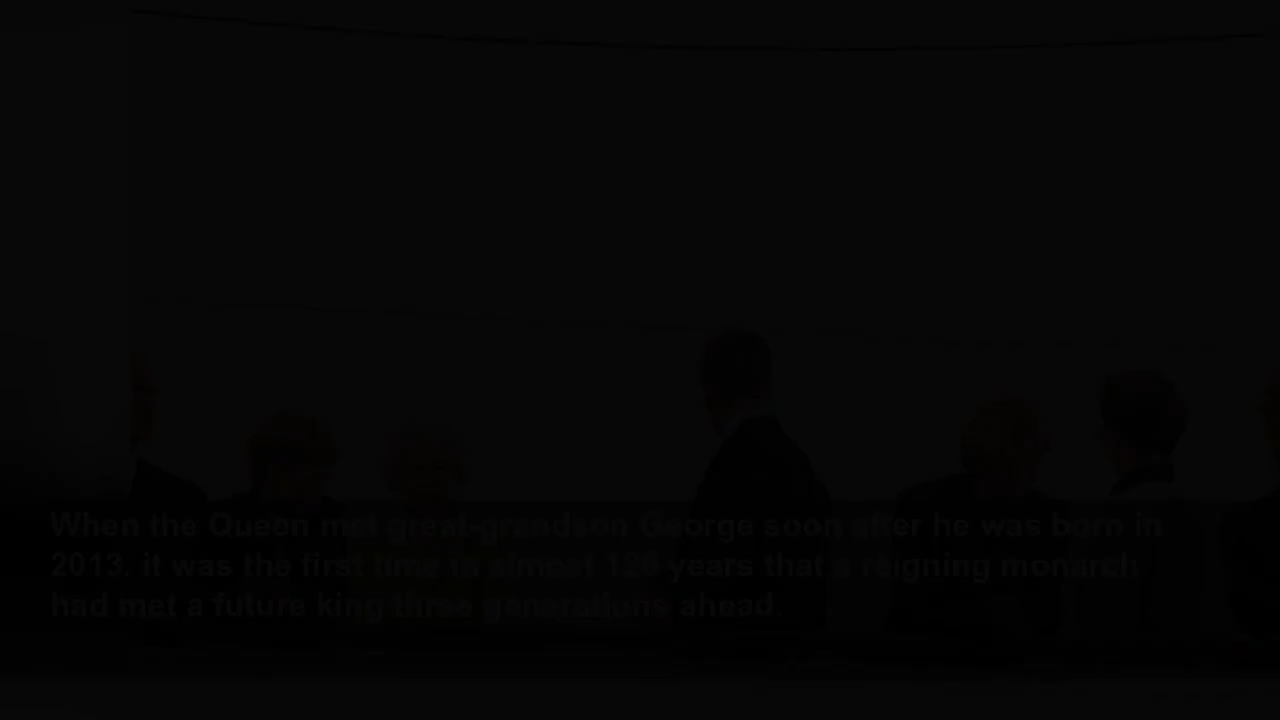 When the Queen met great-grandson George soon after he was born in
2013, it was the first time in almost 120 years that a reigning monarch
had met a future king three generations ahead.